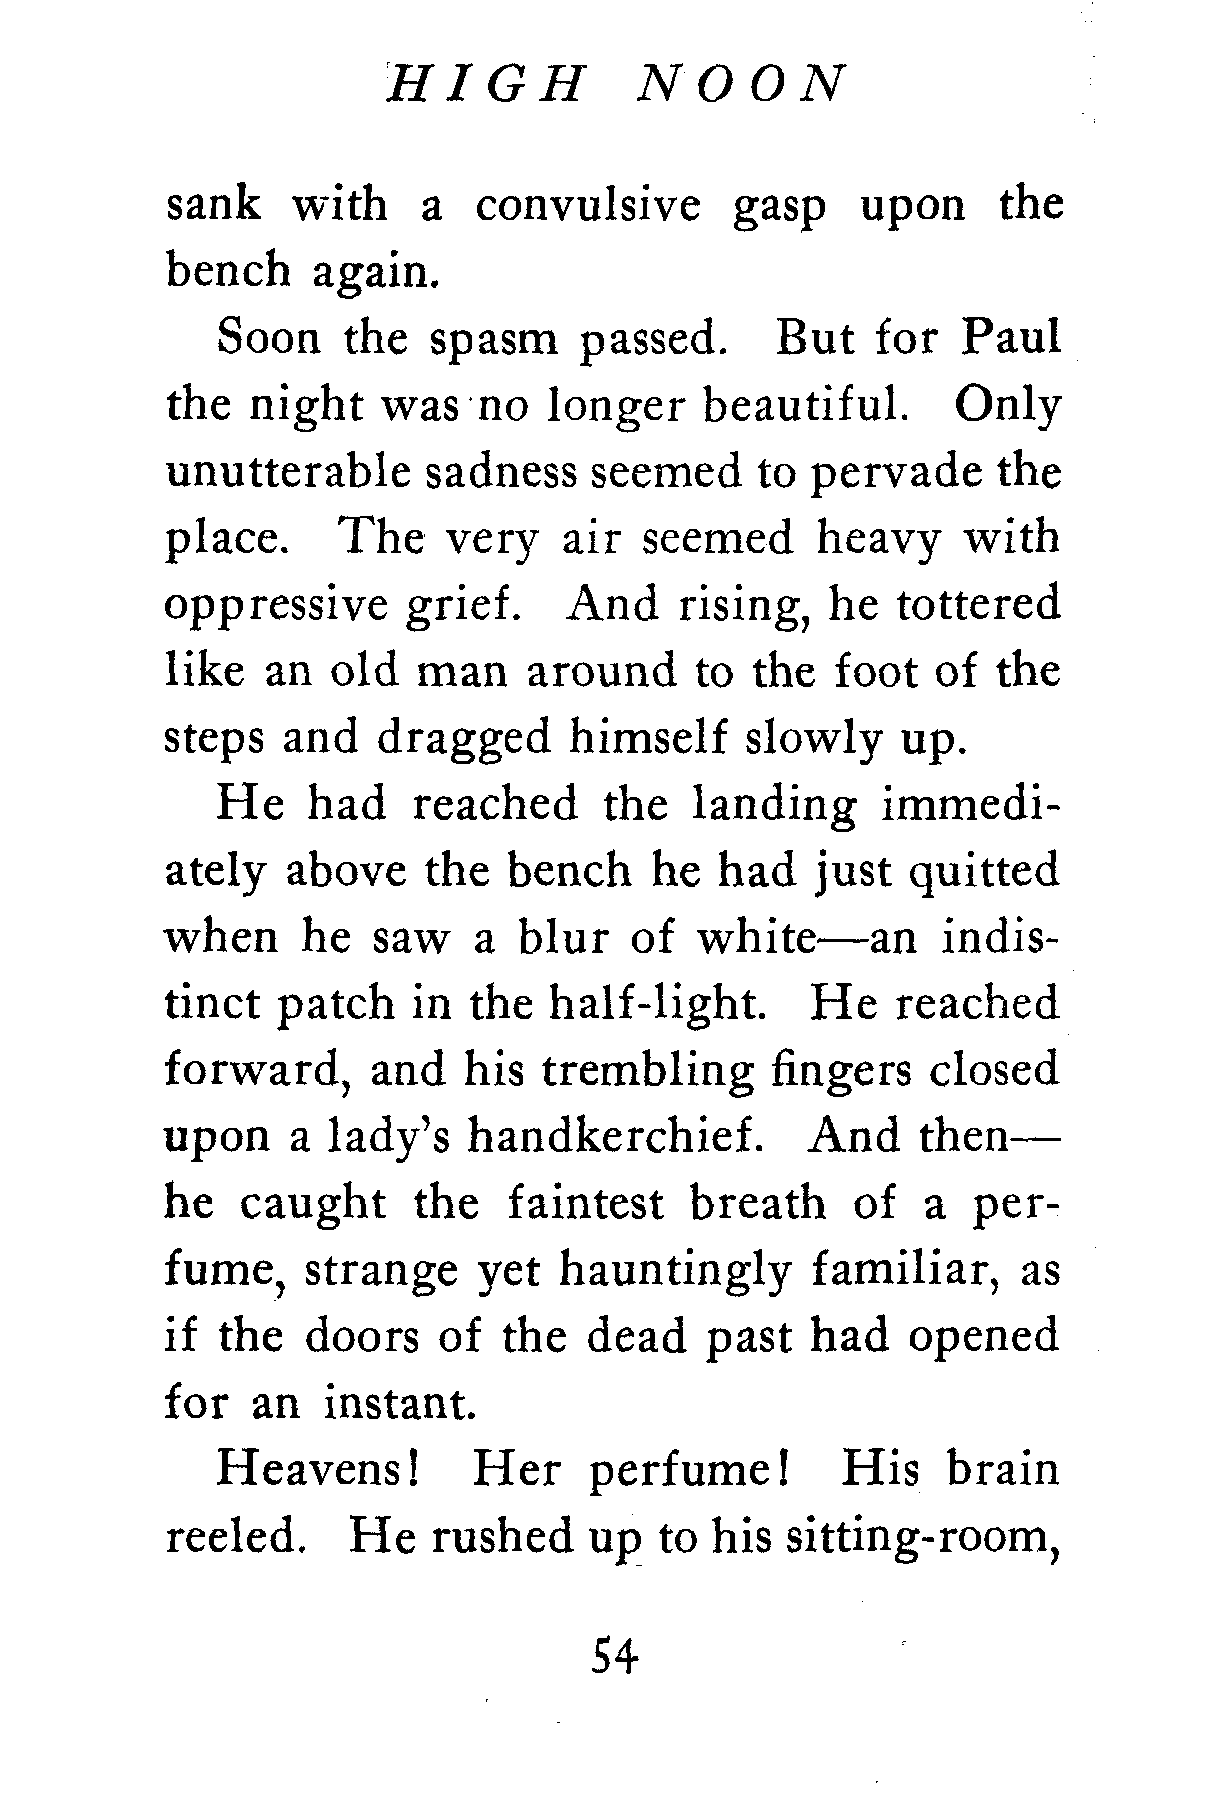 HIGH NOON
sank with a convulsive gasp upon the
bench again.
Soon the spasm passed. But for Paul
the night was no longer beautiful. Only
unutterable sadness seemed to pervade the
place. The very air seemed heavy with
oppressive grief. And rising, he tottered
like an old man around to the foot of the
steps and dragged himself slowly up.
He had reached the landing immedi-
ately above the bench he had just quitted
when he saw a blur of white—an indis-
tinct patch in the half-light. He reached
forward, and his trembling fingers closed
upon a lady's handkerchief. And then—
he caught the faintest breath of a per-
fume, strange yet hauntingly familiar, as
if the doors of the dead past had opened
for an instant.
Heavens! Her perfume! His brain
reeled. He rushed up to his sitting-room,
54